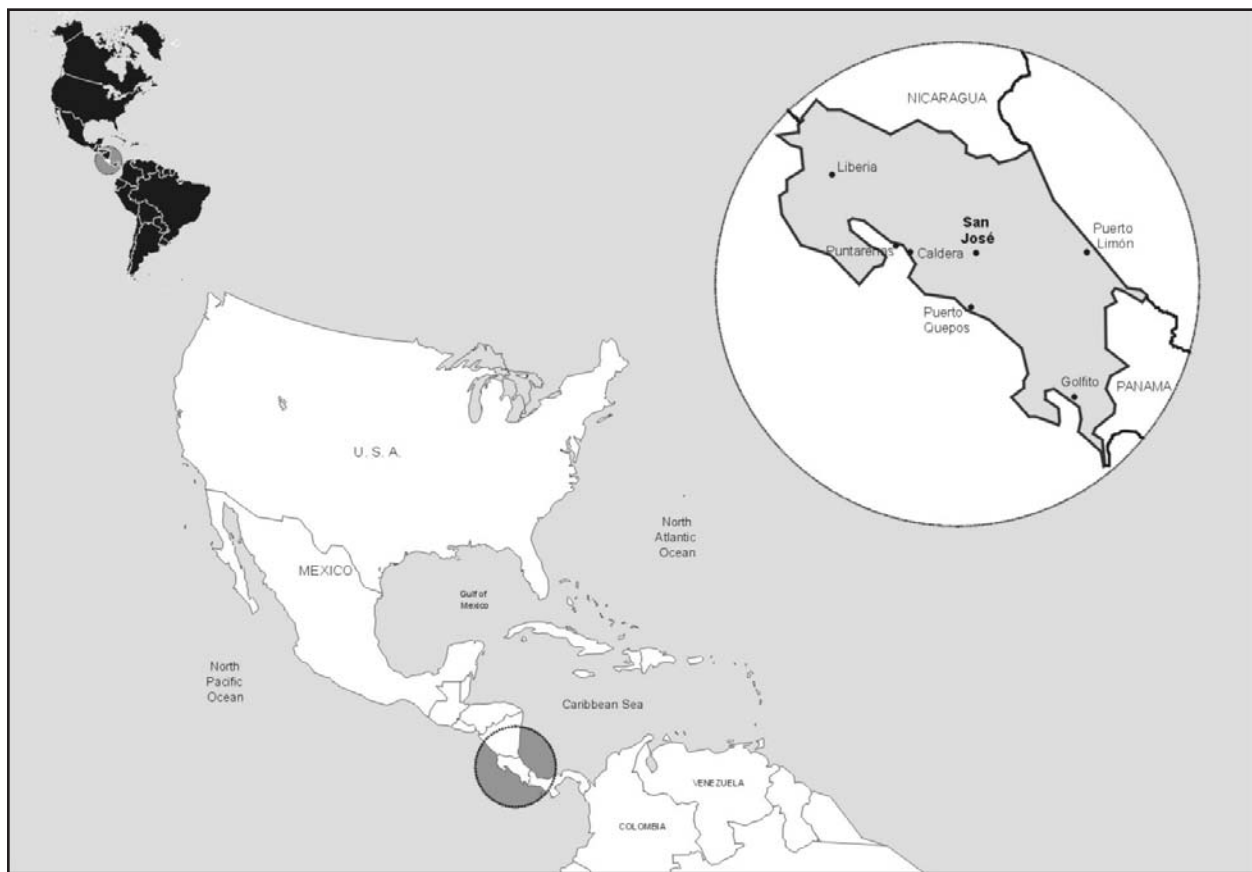 NICARAGUA
Liberia
San
José
Puerto
Limón
Puntarenas
Caldera
Puerto
Quepos
Golfito
PANAMA
U. S. A.
North
Atlantic
Ocean
MEXICO
Gulf of
Mexico
North
Pacific
Ocean
Caribbean Sea
VENEZUELA
COLOMBIA